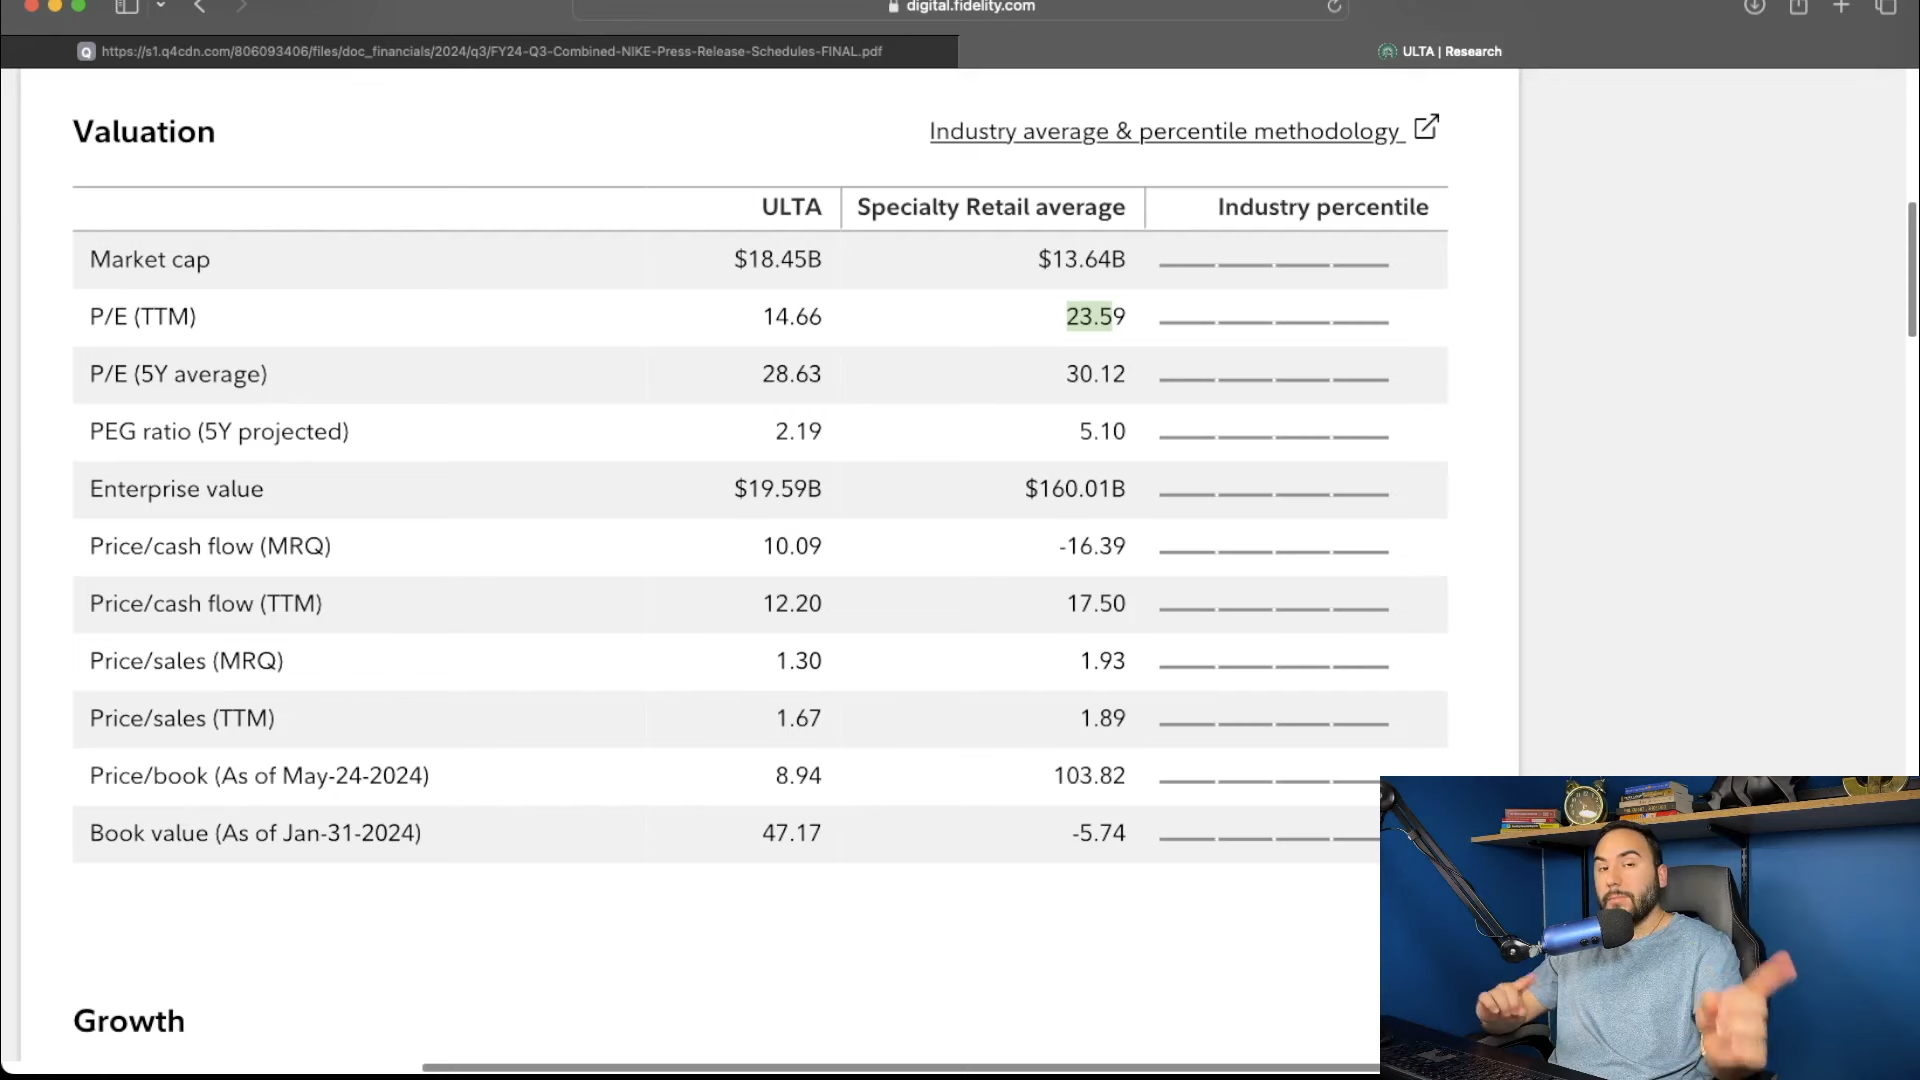 digital.fidelity.com
https://s1.q4cdn.com/806093406/files/doc_financials/2024/q3/FY24-Q3-Combined-NIKE-Press-Release-Schedules-FINAL.pdf
ULTA | Research
Valuation
Industry average & percentile methodology
ULTA Specialty Retail average Industry percentile
Market cap $18.45B $13.64B
P/E (TTM) 14.66 23.59
P/E (5Y average) 28.63 30.12
PEG ratio (5Y projected) 2.19 5.10
Enterprise value $19.59B $160.01B
Price/cash flow (MRQ) 10.09 -16.39
Price/cash flow (TTM) 12.20 17.50
Price/sales (MRQ) 1.30 1.93
Price/sales (TTM) 1.67 1.89
Price/book (As of May-24-2024) 8.94 103.82
Book value (As of Jan-31-2024) 47.17 -5.74
Growth